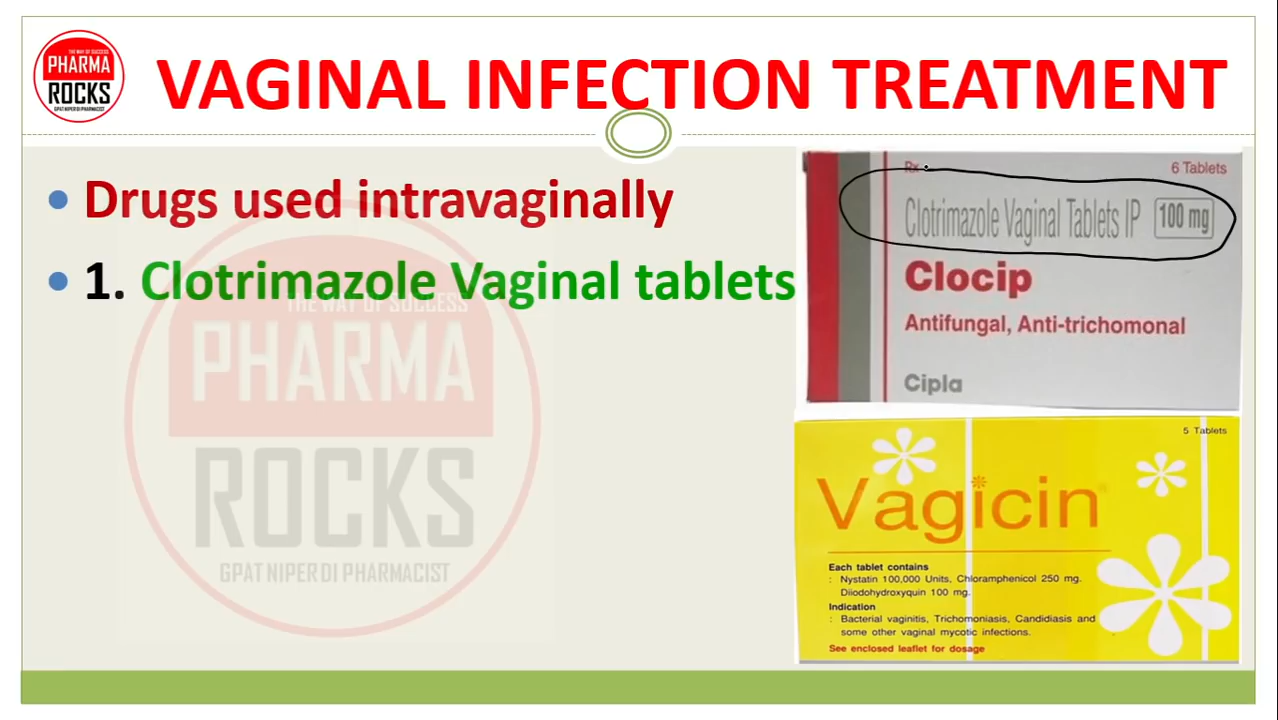 THE WAY OF SUCCESS
PHARMA
ROCKS
GPAT NIPER DI PHARMACIST
VAGINAL INFECTION TREATMENT
• Drugs used intravaginally
• 1. Clotrimazole Vaginal tablets
THE WAY OF SUCCESS
PHARMA
ROCKS
GPAT NIPER DI PHARMACIST
Rx
6 Tablets
Clotrimazole Vaginal Tablets IP 100 mg
Clocip
Antifungal, Anti-trichomonal
Cipla
5 Tablets
Vagicin
Each tablet contains
: Nystatin 100,000 Units, Chloramphenicol 250 mg.
Diiodohydroxyquin 100 mg.
Indication
: Bacterial vaginitis, Trichomoniasis, Candidiasis and
some other vaginal mycotic infections.
See enclosed leaflet for dosage